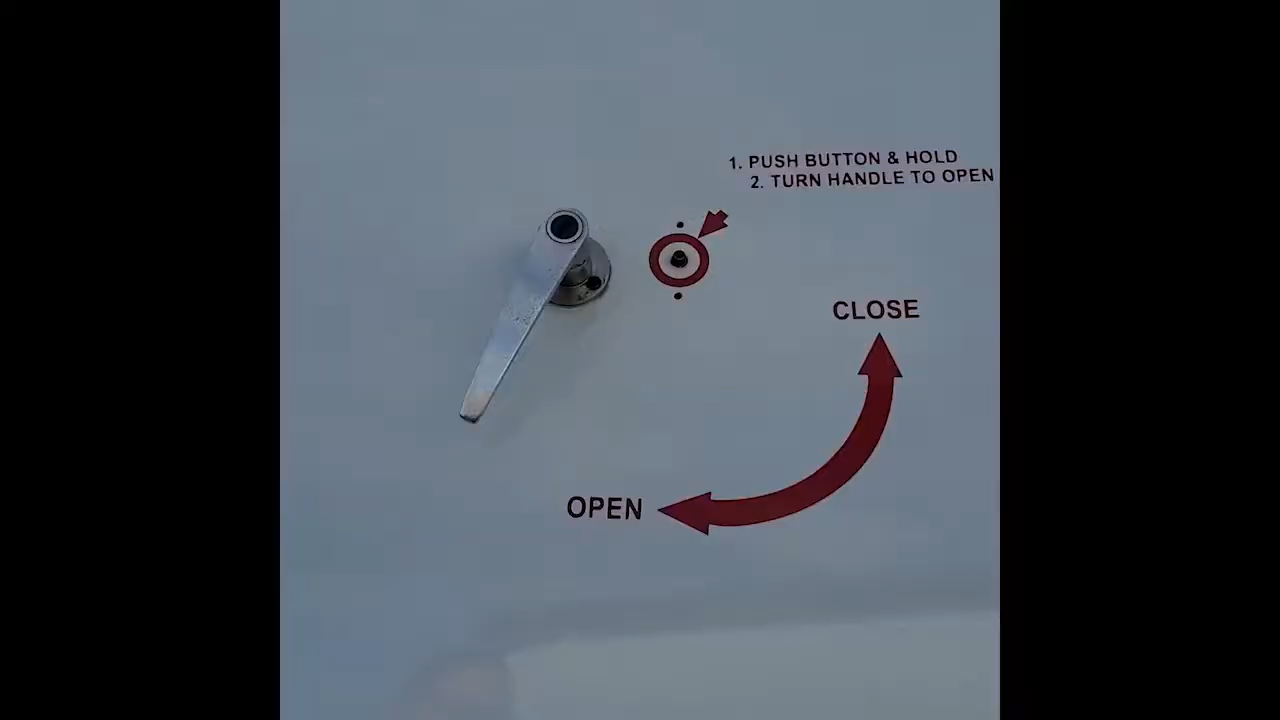 1. PUSH BUTTON & HOLD
2. TURN HANDLE TO OPEN
CLOSE
OPEN